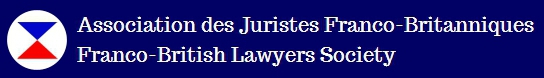 Association des Juristes Franco-Britanniques
Franco-British Lawyers Society